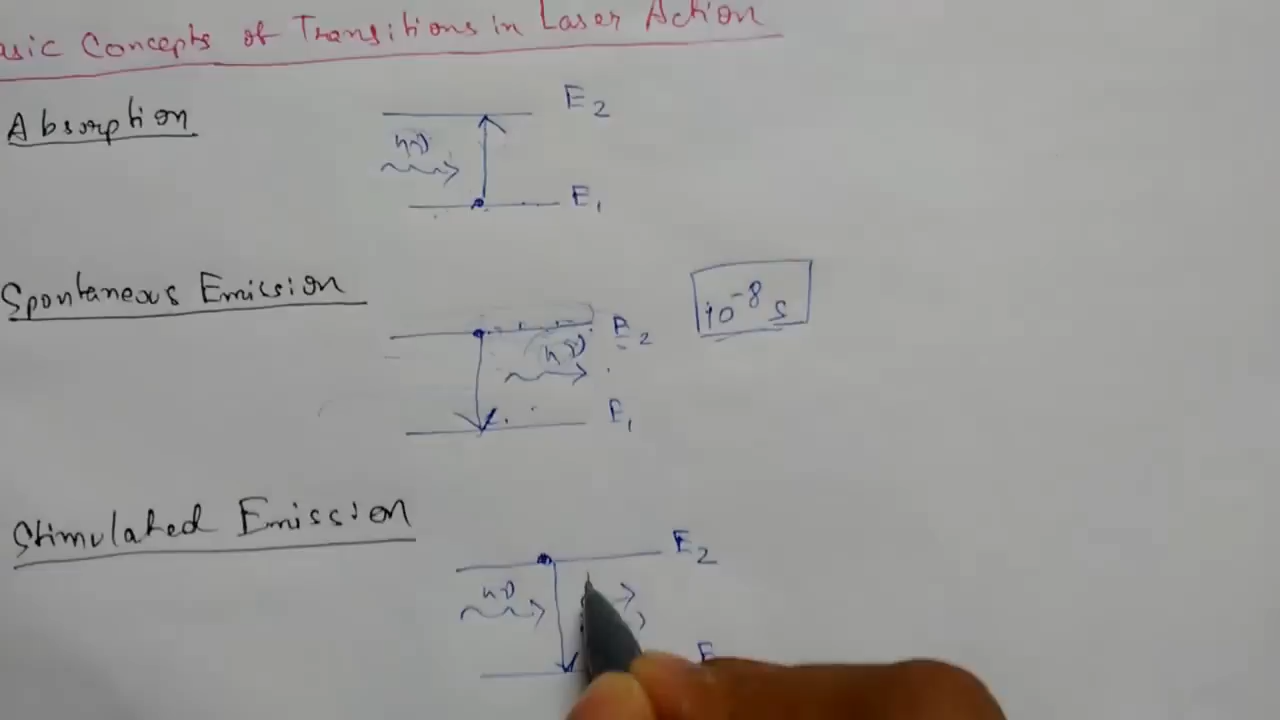 asic Concepts of Transitions in Laser Action
Absorption
E2
hν
E1
Spontaneous Emission
10^-8 s
E2
hν
E1
Stimulated Emission
E2
hν
E